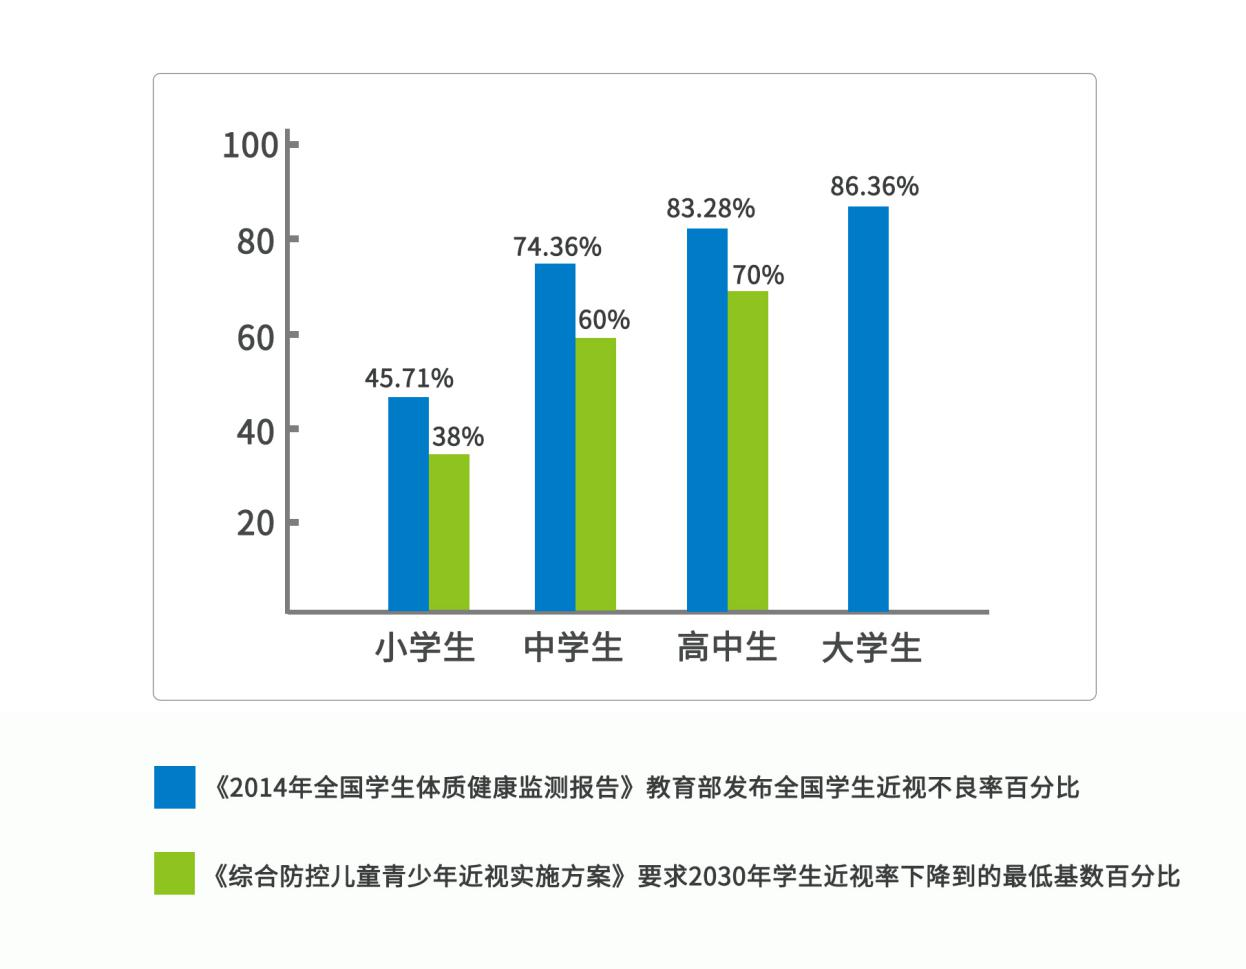 100
80
60
40
20
45.71%
38%
74.36%
60%
83.28%
70%
86.36%
小学生
中学生
高中生
大学生
《2014年全国学生体质健康监测报告》教育部发布全国学生近视不良率百分比
《综合防控儿童青少年近视实施方案》要求2030年学生近视率下降到的最低基数百分比